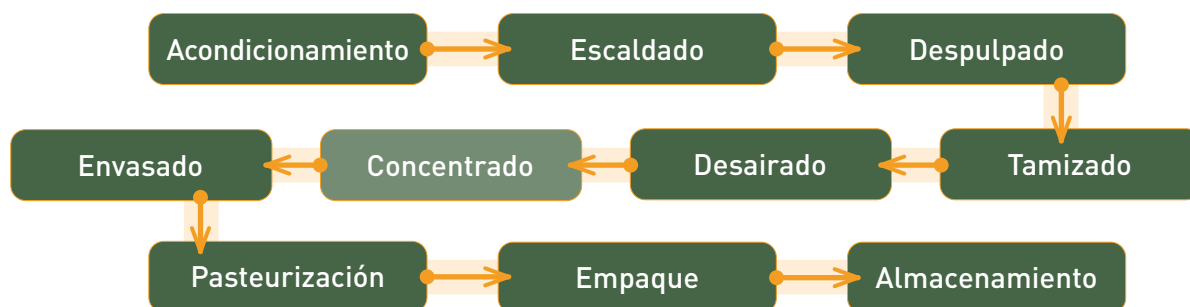 Acondicionamiento
Escaldado
Despulpado
Tamizado
Desairado
Concentrado
Envasado
Pasteurización
Empaque
Almacenamiento